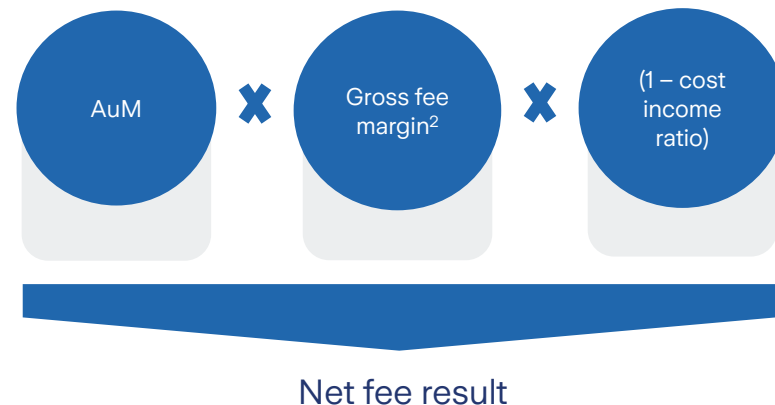 AuM
Gross fee
margin²
(1 – cost
income
ratio)
Net fee result